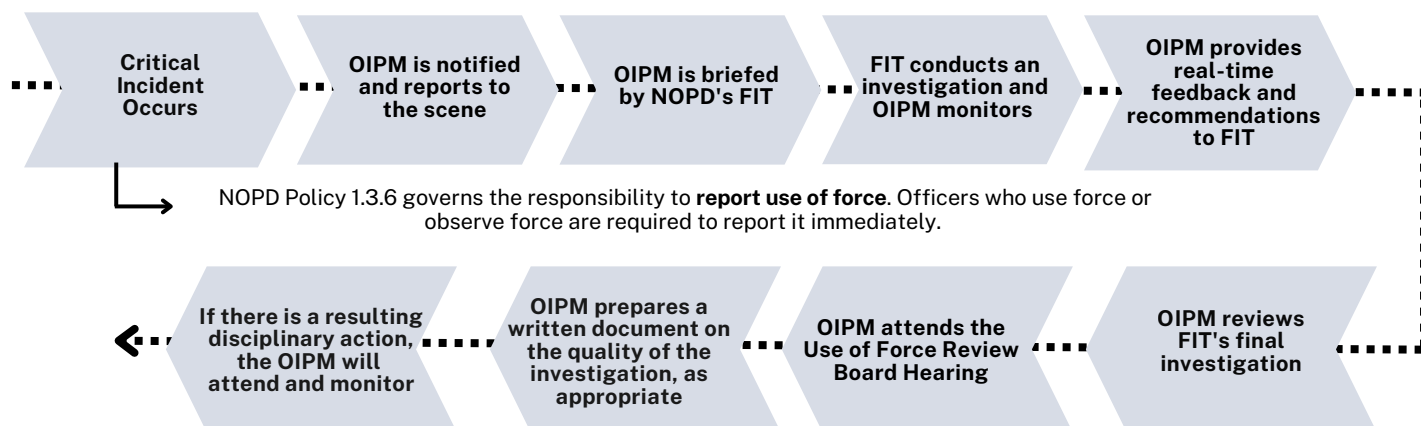 Critical
Incident
Occurs
OIPM is notified
and reports to
the scene
OIPM is briefed
by NOPD's FIT
FIT conducts an
investigation and
OIPM monitors
OIPM provides
real-time
feedback and
recommendations
to FIT
NOPD Policy 1.3.6 governs the responsibility to report use of force. Officers who use force or
observe force are required to report it immediately.
OIPM reviews
FIT's final
investigation
OIPM attends the
Use of Force Review
Board Hearing
OIPM prepares a
written document on
the quality of the
investigation, as
appropriate
If there is a resulting
disciplinary action,
the OIPM will
attend and monitor